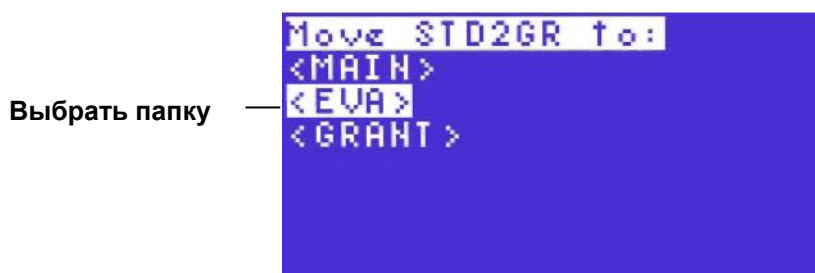 Move STD2GR to:
<MAIN>
Выбрать папку
<EVA>
<GRANT>